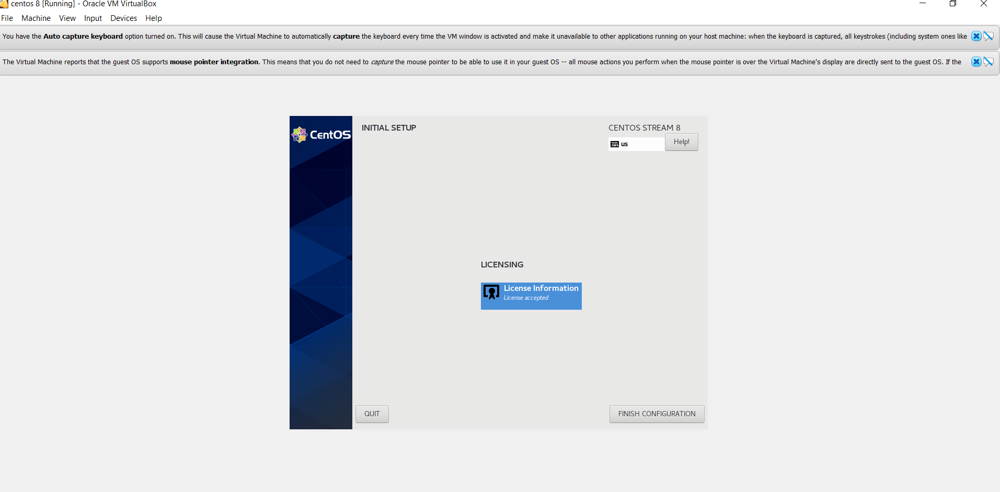 centos 8 [Running] - Oracle VM VirtualBox
File Machine View Input Devices Help
You have the Auto capture keyboard option turned on. This will cause the Virtual Machine to automatically capture the keyboard every time the VM window is activated and make it unavailable to other applications running on your host machine: when the keyboard is captured, all keystrokes (including system ones like
The Virtual Machine reports that the guest OS supports mouse pointer integration. This means that you do not need to capture the mouse pointer to be able to use it in your guest OS -- all mouse actions you perform when the mouse pointer is over the Virtual Machine's display are directly sent to the guest OS. If the
CentOS
INITIAL SETUP
CENTOS STREAM 8
us
Help!
LICENSING
License Information
License accepted
QUIT
FINISH CONFIGURATION